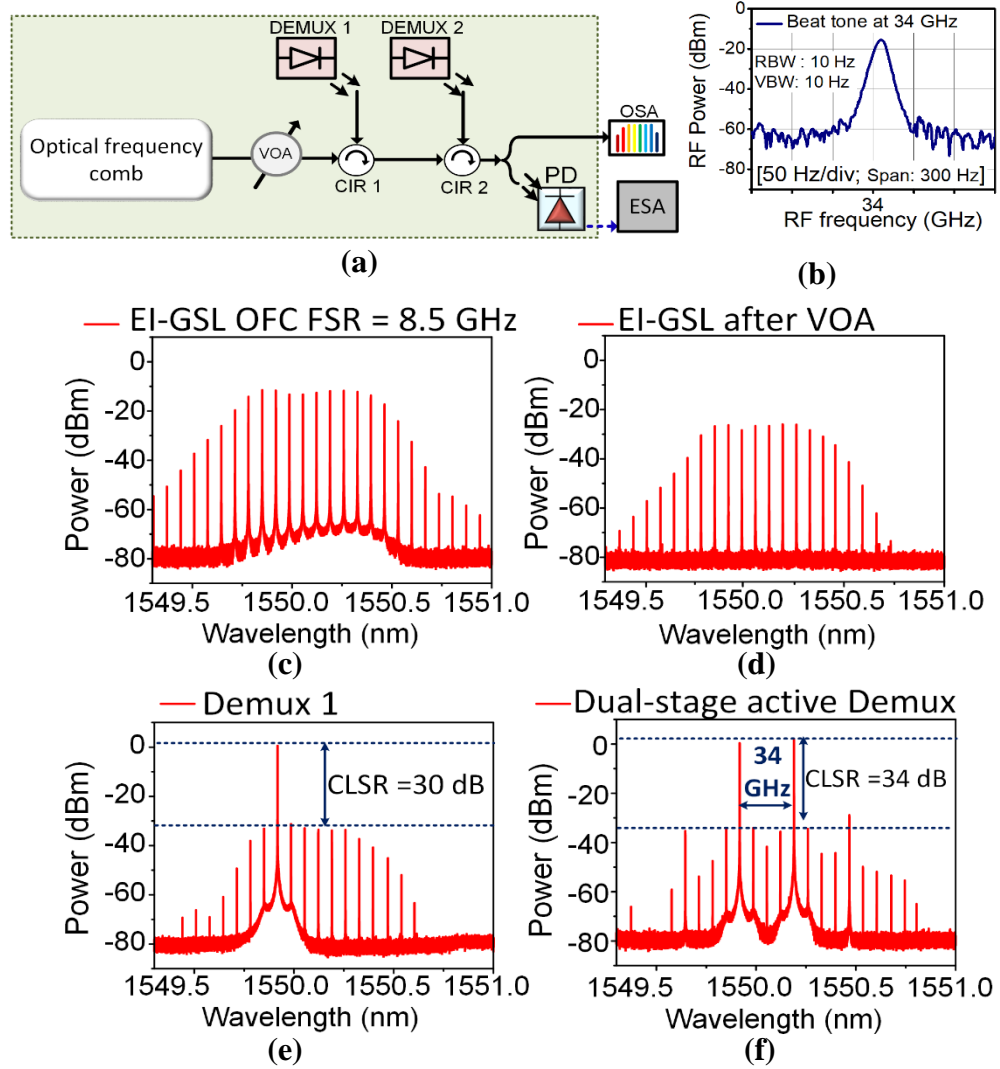 DEMUX 1
DEMUX 2
Optical frequency
comb
VOA
CIR 1
CIR 2
OSA
PD
ESA
(a)
RF Power (dBm)
0
-20
-40
-60
-80
Beat tone at 34 GHz
RBW : 10 Hz
VBW: 10 Hz
[50 Hz/div; Span: 300 Hz]
34
RF frequency (GHz)
(b)
EI-GSL OFC FSR = 8.5 GHz
Power (dBm)
0
-20
-40
-60
-80
1549.5 1550.0 1550.5 1551.0
Wavelength (nm)
(c)
EI-GSL after VOA
Power (dBm)
0
-20
-40
-60
-80
1549.5 1550.0 1550.5 1551.0
Wavelength (nm)
(d)
Demux 1
Power (dBm)
0
-20
-40
-60
-80
CLSR =30 dB
1549.5 1550.0 1550.5 1551.0
Wavelength (nm)
(e)
Dual-stage active Demux
Power (dBm)
0
-20
-40
-60
-80
34
GHz
CLSR =34 dB
1549.5 1550.0 1550.5 1551.0
Wavelength (nm)
(f)